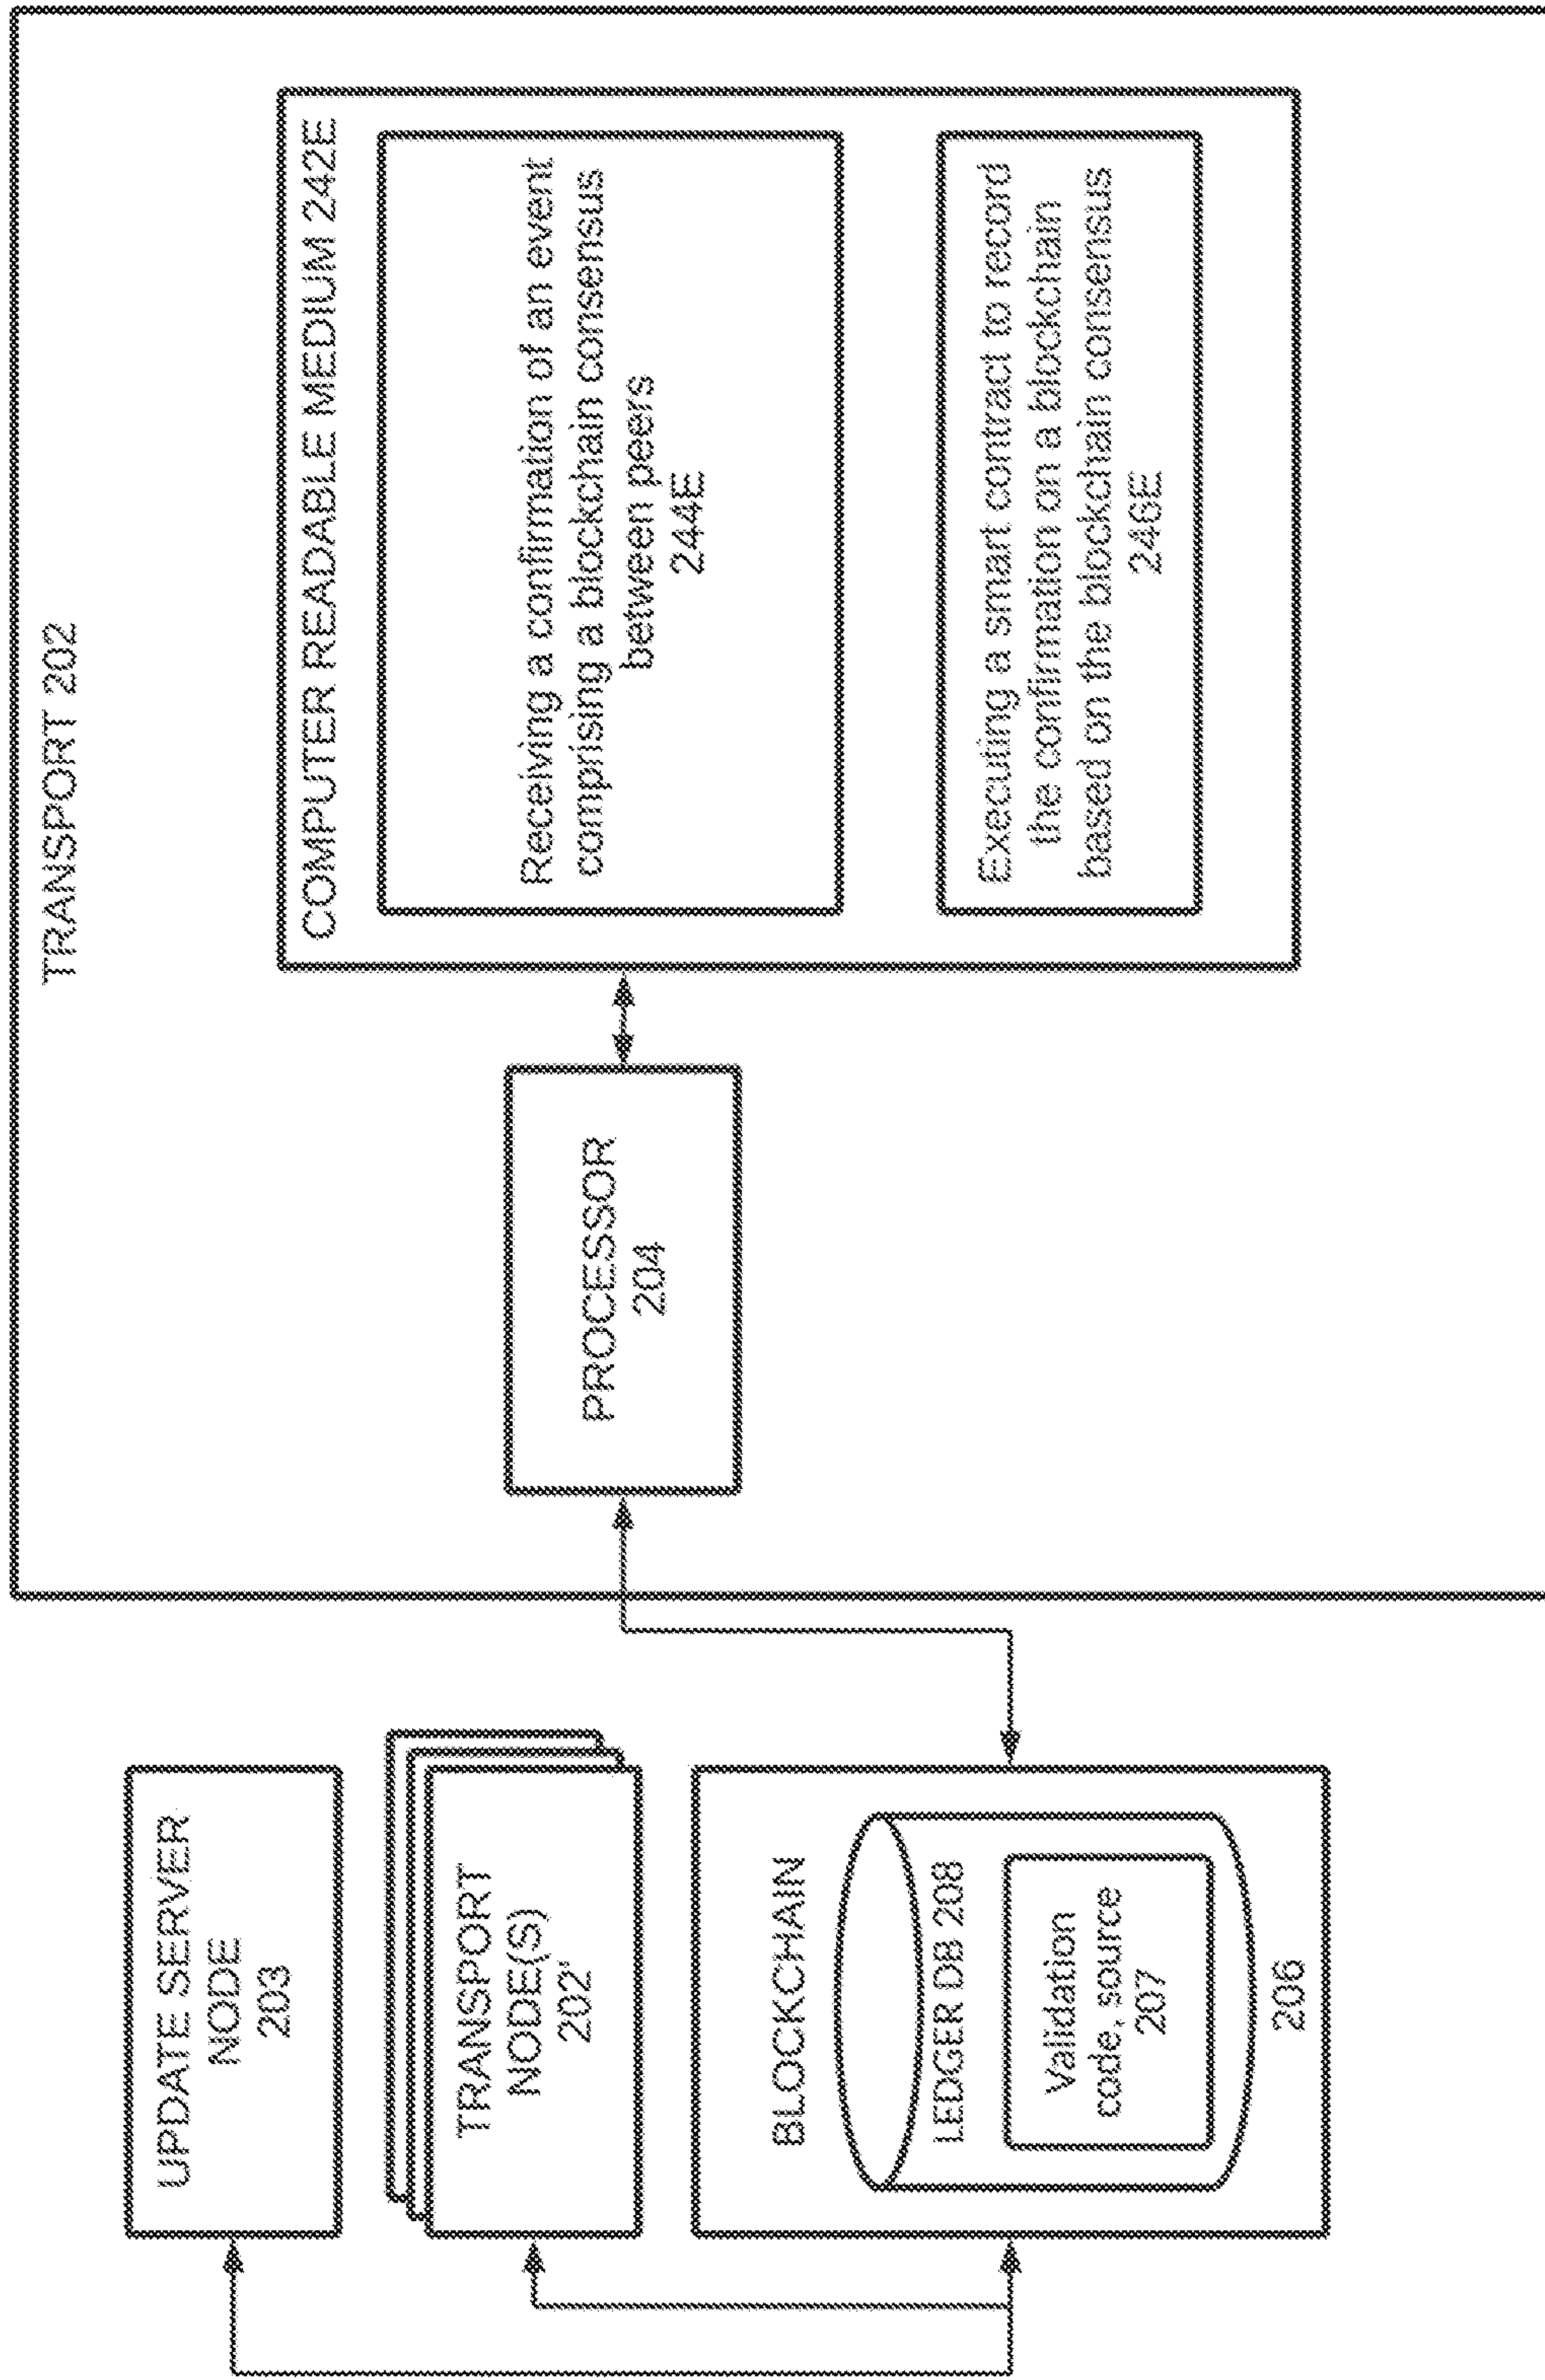 TRANSPORT 202
UPDATE SERVER
NODE
203
TRANSPORT
NODE(S)
202'
BLOCKCHAIN
LEDGER DB 208
Validation
code, source
207
206
PROCESSOR
204
COMPUTER READABLE MEDIUM 242E
Receiving a confirmation of an event
comprising a blockchain consensus
between peers
244E
Executing a smart contract to record
the confirmation on a blockchain
based on the blockchain consensus
246E